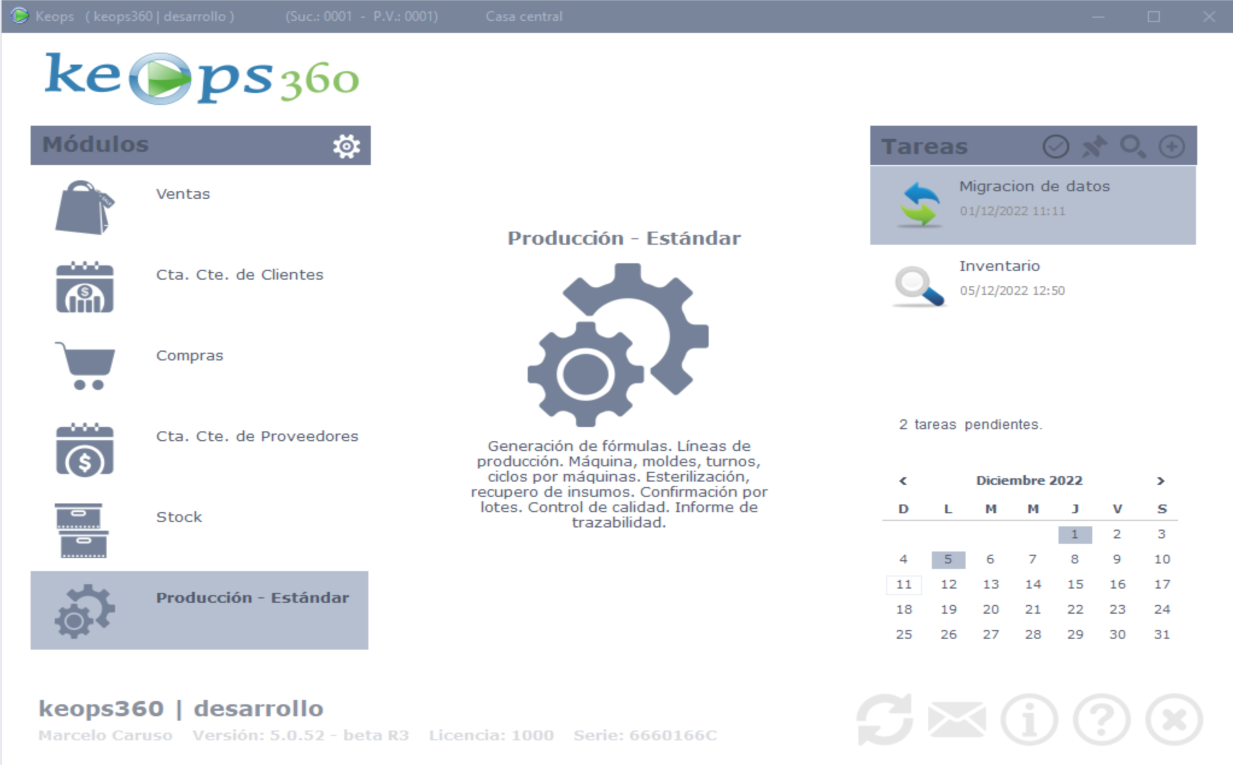 Keops ( keops360 | desarrollo ) (Suc.: 0001 - P.V.: 0001) Casa central
keops 360
Módulos
Ventas
Cta. Cte. de Clientes
Compras
Cta. Cte. de Proveedores
Stock
Producción - Estándar
Producción - Estándar
Generación de fórmulas. Líneas de
producción. Máquina, moldes, turnos,
ciclos por máquinas. Esterilización,
recupero de insumos. Confirmación por
lotes. Control de calidad. Informe de
trazabilidad.
Tareas
Migracion de datos
01/12/2022 11:11
Inventario
05/12/2022 12:50
2 tareas pendientes.
< Diciembre 2022 >
D L M M J V S
1 2 3
4 5 6 7 8 9 10
11 12 13 14 15 16 17
18 19 20 21 22 23 24
25 26 27 28 29 30 31
keops360 | desarrollo
Marcelo Caruso Versión: 5.0.52 - beta R3 Licencia: 1000 Serie: 6660166C